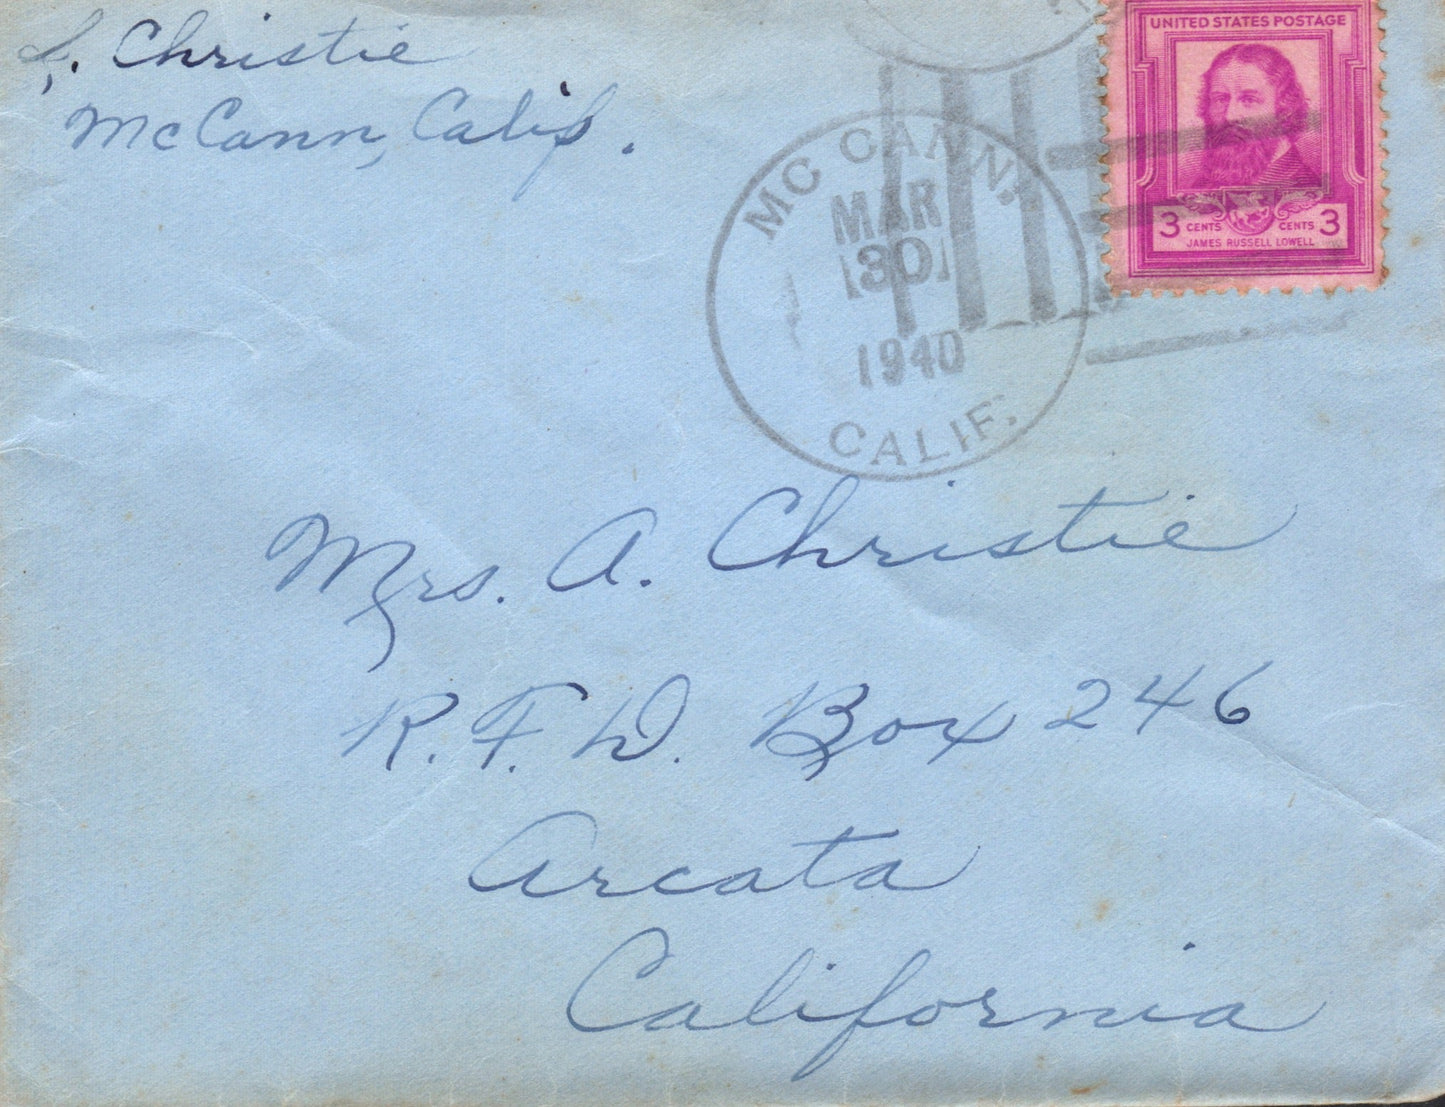 Christie
McCann, Calif.
MC CANN,
MAR
30
1940
CALIF.
UNITED STATES POSTAGE
3 CENTS CENTS 3
JAMES RUSSELL LOWELL
Mrs. A. Christie
R. F. D. Box 246
Arcata
California